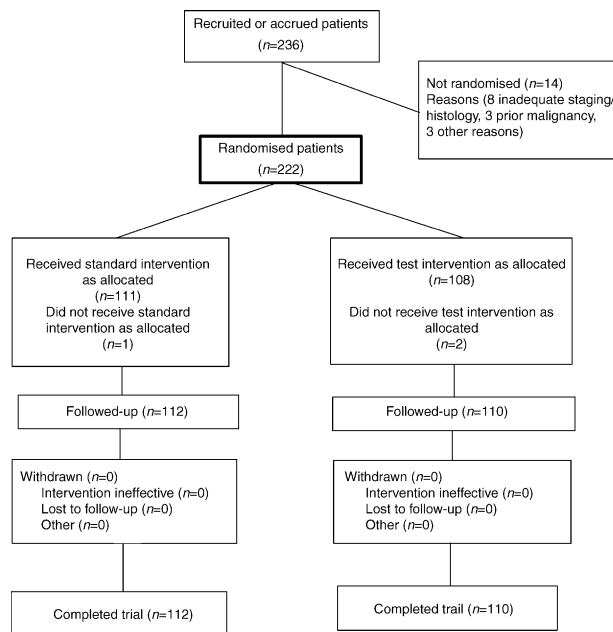 Recruited or accrued patients
(n=236)
Not randomised (n=14)
Reasons (8 inadequate staging/
histology, 3 prior malignancy,
3 other reasons)
Randomised patients
(n=222)
Received standard intervention
as allocated
(n=111)
Did not receive standard
intervention as allocated
(n=1)
Received test intervention as allocated
(n=108)
Did not receive test intervention as
allocated
(n=2)
Followed-up (n=112)
Followed-up (n=110)
Withdrawn (n=0)
Intervention ineffective (n=0)
Lost to follow-up (n=0)
Other (n=0)
Withdrawn (n=0)
Intervention ineffective (n=0)
Lost to follow-up (n=0)
Other (n=0)
Completed trial (n=112)
Completed trail (n=110)